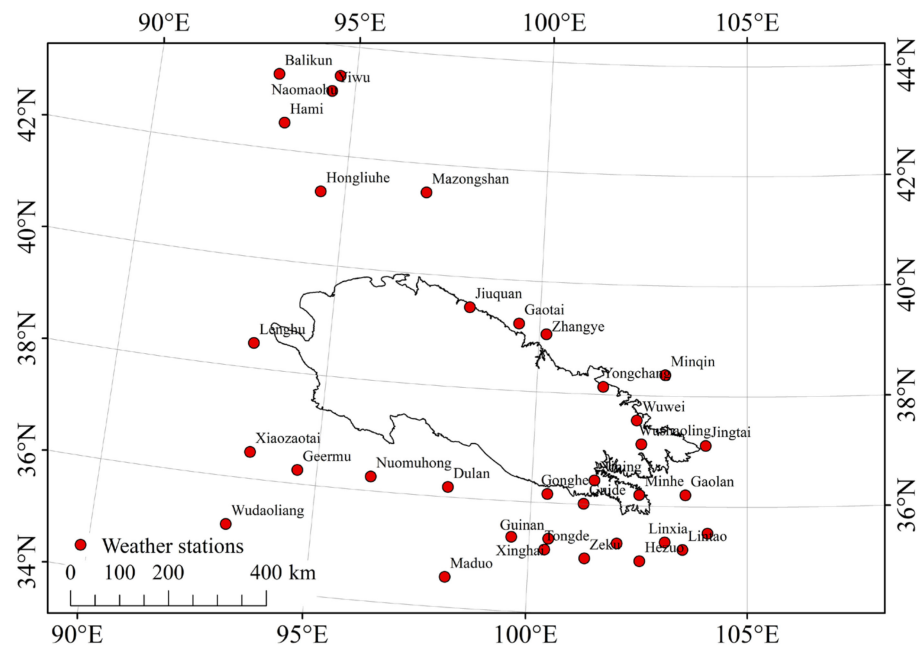 90°E 95°E 100°E 105°E
44°N
Balikun
Yiwu
Naomaohu
Hami
42°N
42°N
Hongliuhe Mazongshan
40°N
40°N
Jiuquan
Gaotai
Zhangye
Lenghu
38°N
Minqin
Yongchang
38°N
Wuwei
Wushaoling Jingtai
Xiaozaotai
36°N
Geermu Nuomuhong
Dulan
Gonghe Xining Minhe Gaolan
Guide
36°N
Wudaoliang
Guinan Tongde Linxia Lintao
Xinghai Zeku Hezuo
Weather stations
34°N
Maduo
0 100 200 400 km
90°E 95°E 100°E 105°E